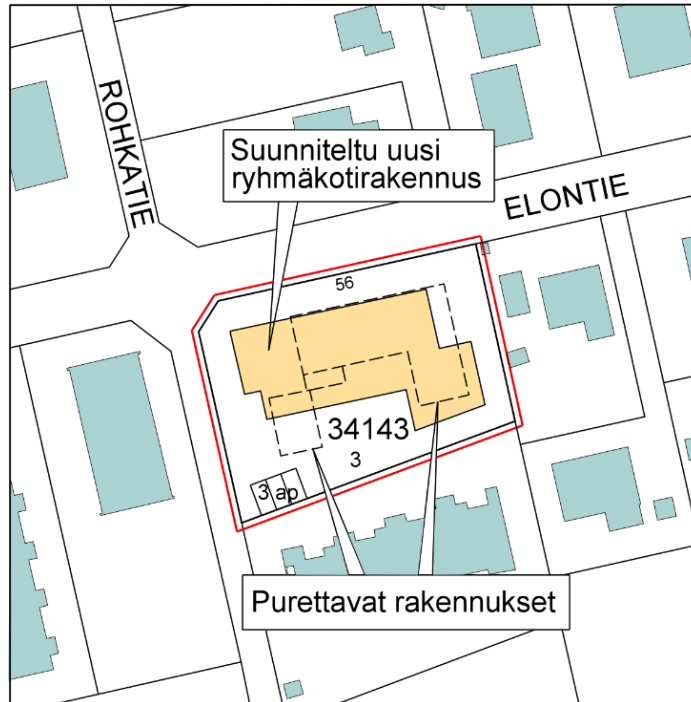 ROHKATIE
Suunniteltu uusi
ryhmäkotirakennus
ELONTIE
56
34143
3
3 ap
Purettavat rakennukset